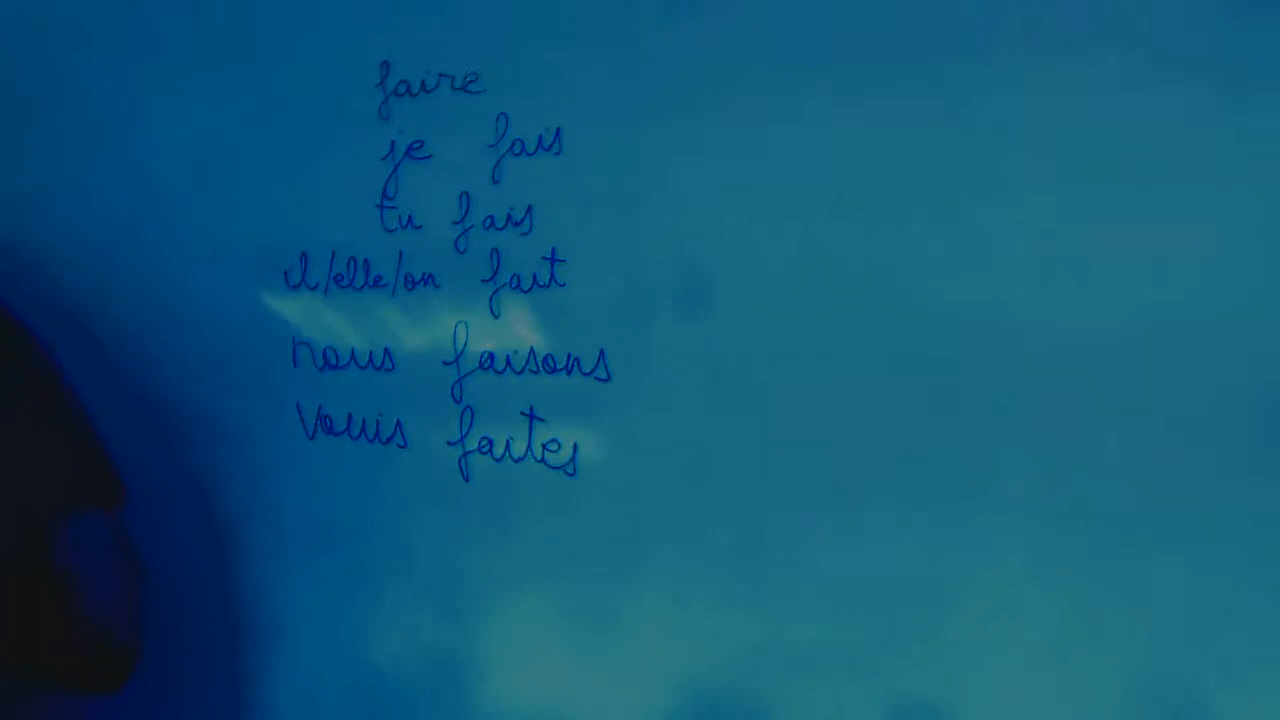 faire
je fais
tu fais
il/elle/on fait
nous faisons
Vous faites